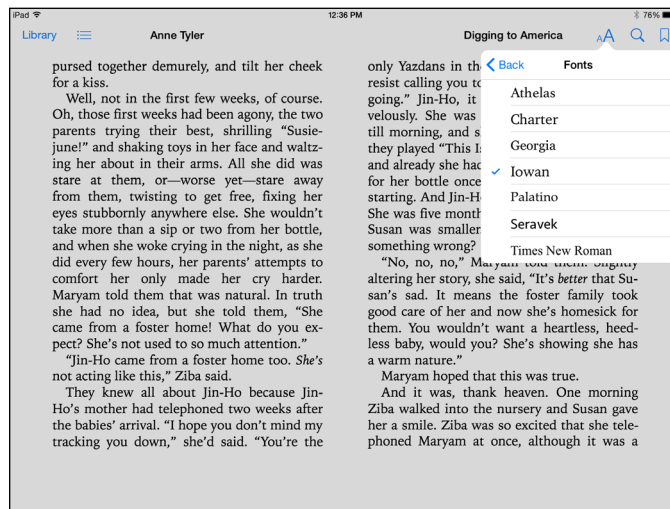 iPad 12:36 PM 76%
Library Anne Tyler Digging to America AA
pursed together demurely, and tilt her cheek
for a kiss.
Well, not in the first few weeks, of course.
Oh, those first weeks had been agony, the two
parents trying their best, shrilling “Susie-
june!” and shaking toys in her face and waltz-
ing her about in their arms. All she did was
stare at them, or—worse yet—stare away
from them, twisting to get free, fixing her
eyes stubbornly anywhere else. She wouldn’t
take more than a sip or two from her bottle,
and when she woke crying in the night, as she
did every few hours, her parents’ attempts to
comfort her only made her cry harder.
Maryam told them that was natural. In truth
she had no idea, but she told them, “She
came from a foster home! What do you ex-
pect? She’s not used to so much attention.”
“Jin-Ho came from a foster home too. She’s
not acting like this,” Ziba said.
They knew all about Jin-Ho because Jin-
Ho’s mother had telephoned two weeks after
the babies’ arrival. “I hope you don’t mind my
tracking you down,” she’d said. “You’re the
only Yazdans in th
resist calling you to
going.” Jin-Ho, it
velously. She was
till morning, and s
they played “This I
and already she had
for her bottle once
starting. And Jin-H
She was five month
Susan was smaller
something wrong?
“No, no, no,” Maryam told them. Slightly
altering her story, she said, “It’s better that Su-
san’s sad. It means the foster family took
good care of her and now she’s homesick for
them. You wouldn’t want a heartless, heed-
less baby, would you? She’s showing she has
a warm nature.”
Maryam hoped that this was true.
And it was, thank heaven. One morning
Ziba walked into the nursery and Susan gave
her a smile. Ziba was so excited that she tele-
phoned Maryam at once, although it was a
Back Fonts
Athelas
Charter
Georgia
Iowan
Palatino
Seravek
Times New Roman